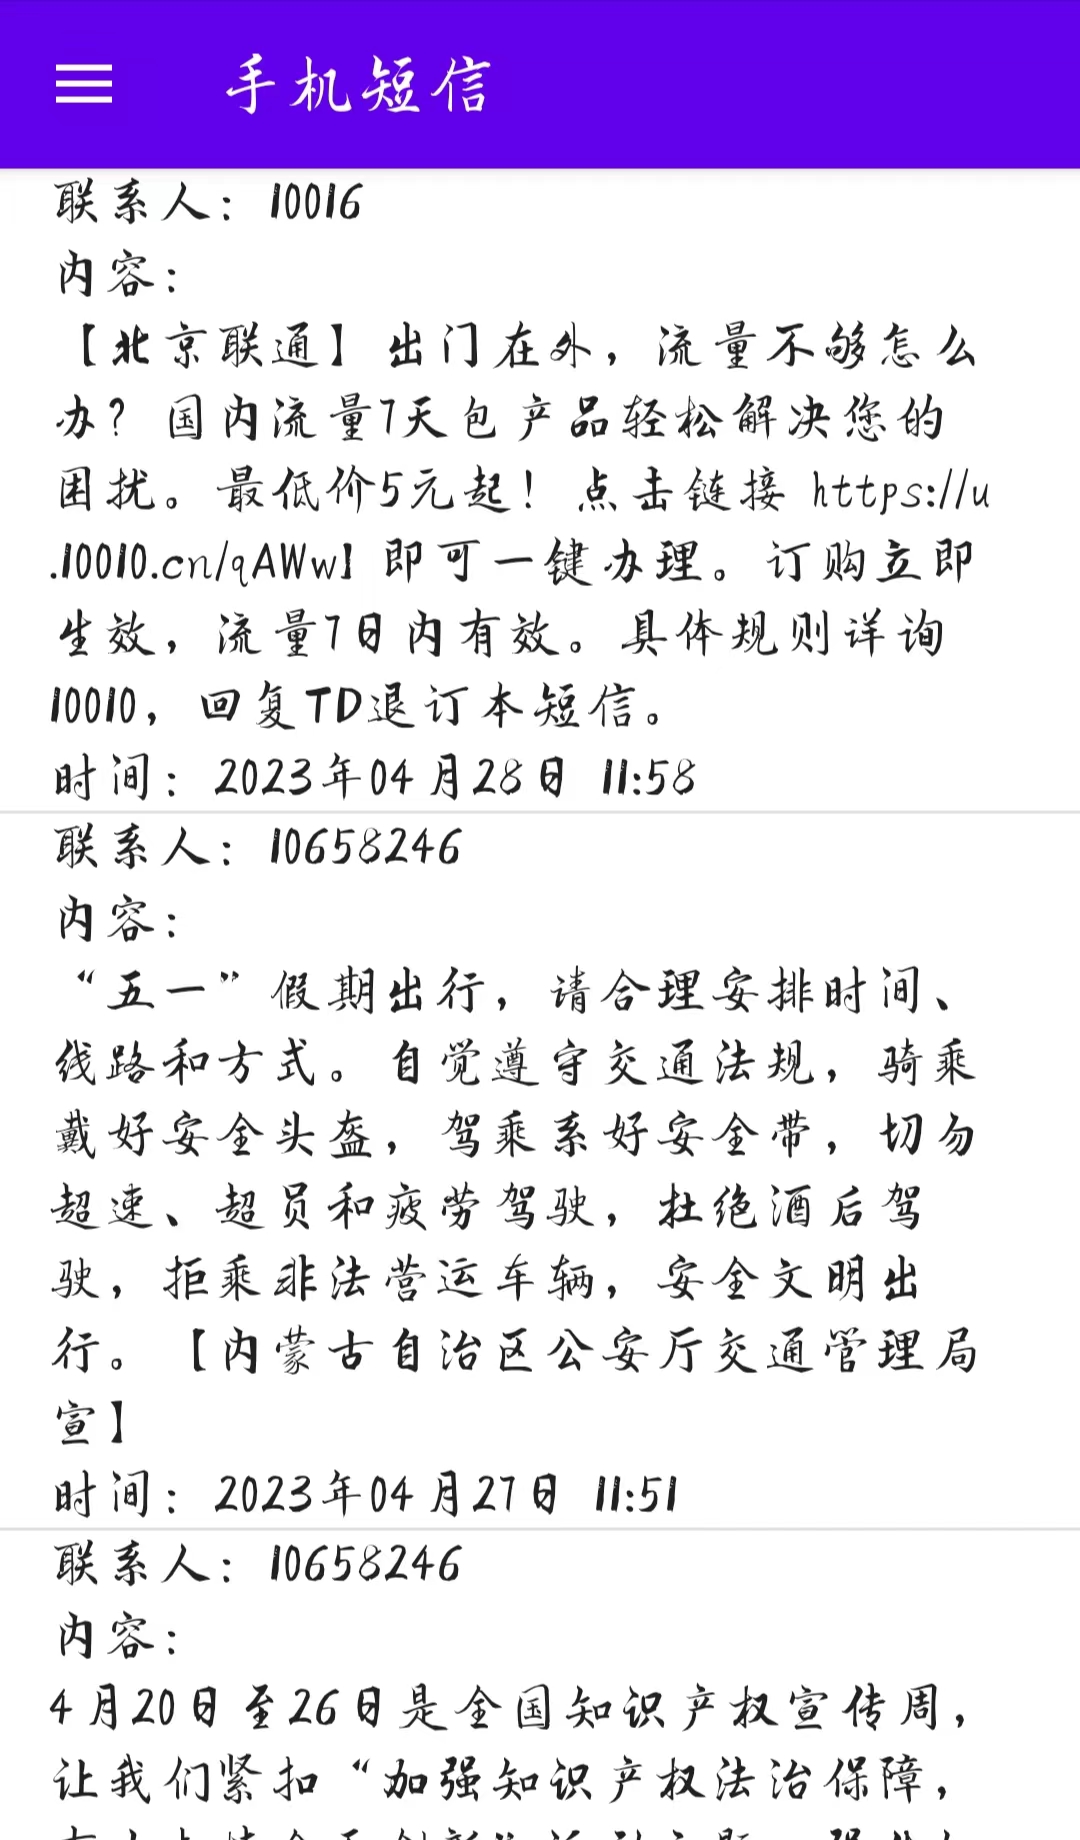 手机短信
联系人：10016
内容：
【北京联通】出门在外，流量不够怎么
办？国内流量7天包产品轻松解决您的
困扰。最低价5元起！点击链接 https://u
.10010.cn/qAWw1 即可一键办理。订购立即
生效，流量7日内有效。具体规则详询
10010，回复TD退订本短信。
时间：2023年04月28日 11:58
联系人：10658246
内容：
“五一”假期出行，请合理安排时间、
线路和方式。自觉遵守交通法规，骑乘
戴好安全头盔，驾乘系好安全带，切勿
超速、超员和疲劳驾驶，杜绝酒后驾
驶，拒乘非法营运车辆，安全文明出
行。【内蒙古自治区公安厅交通管理局
宣】
时间：2023年04月27日 11:51
联系人：10658246
内容：
4月20日至26日是全国知识产权宣传周，
让我们紧扣“加强知识产权法治保障，